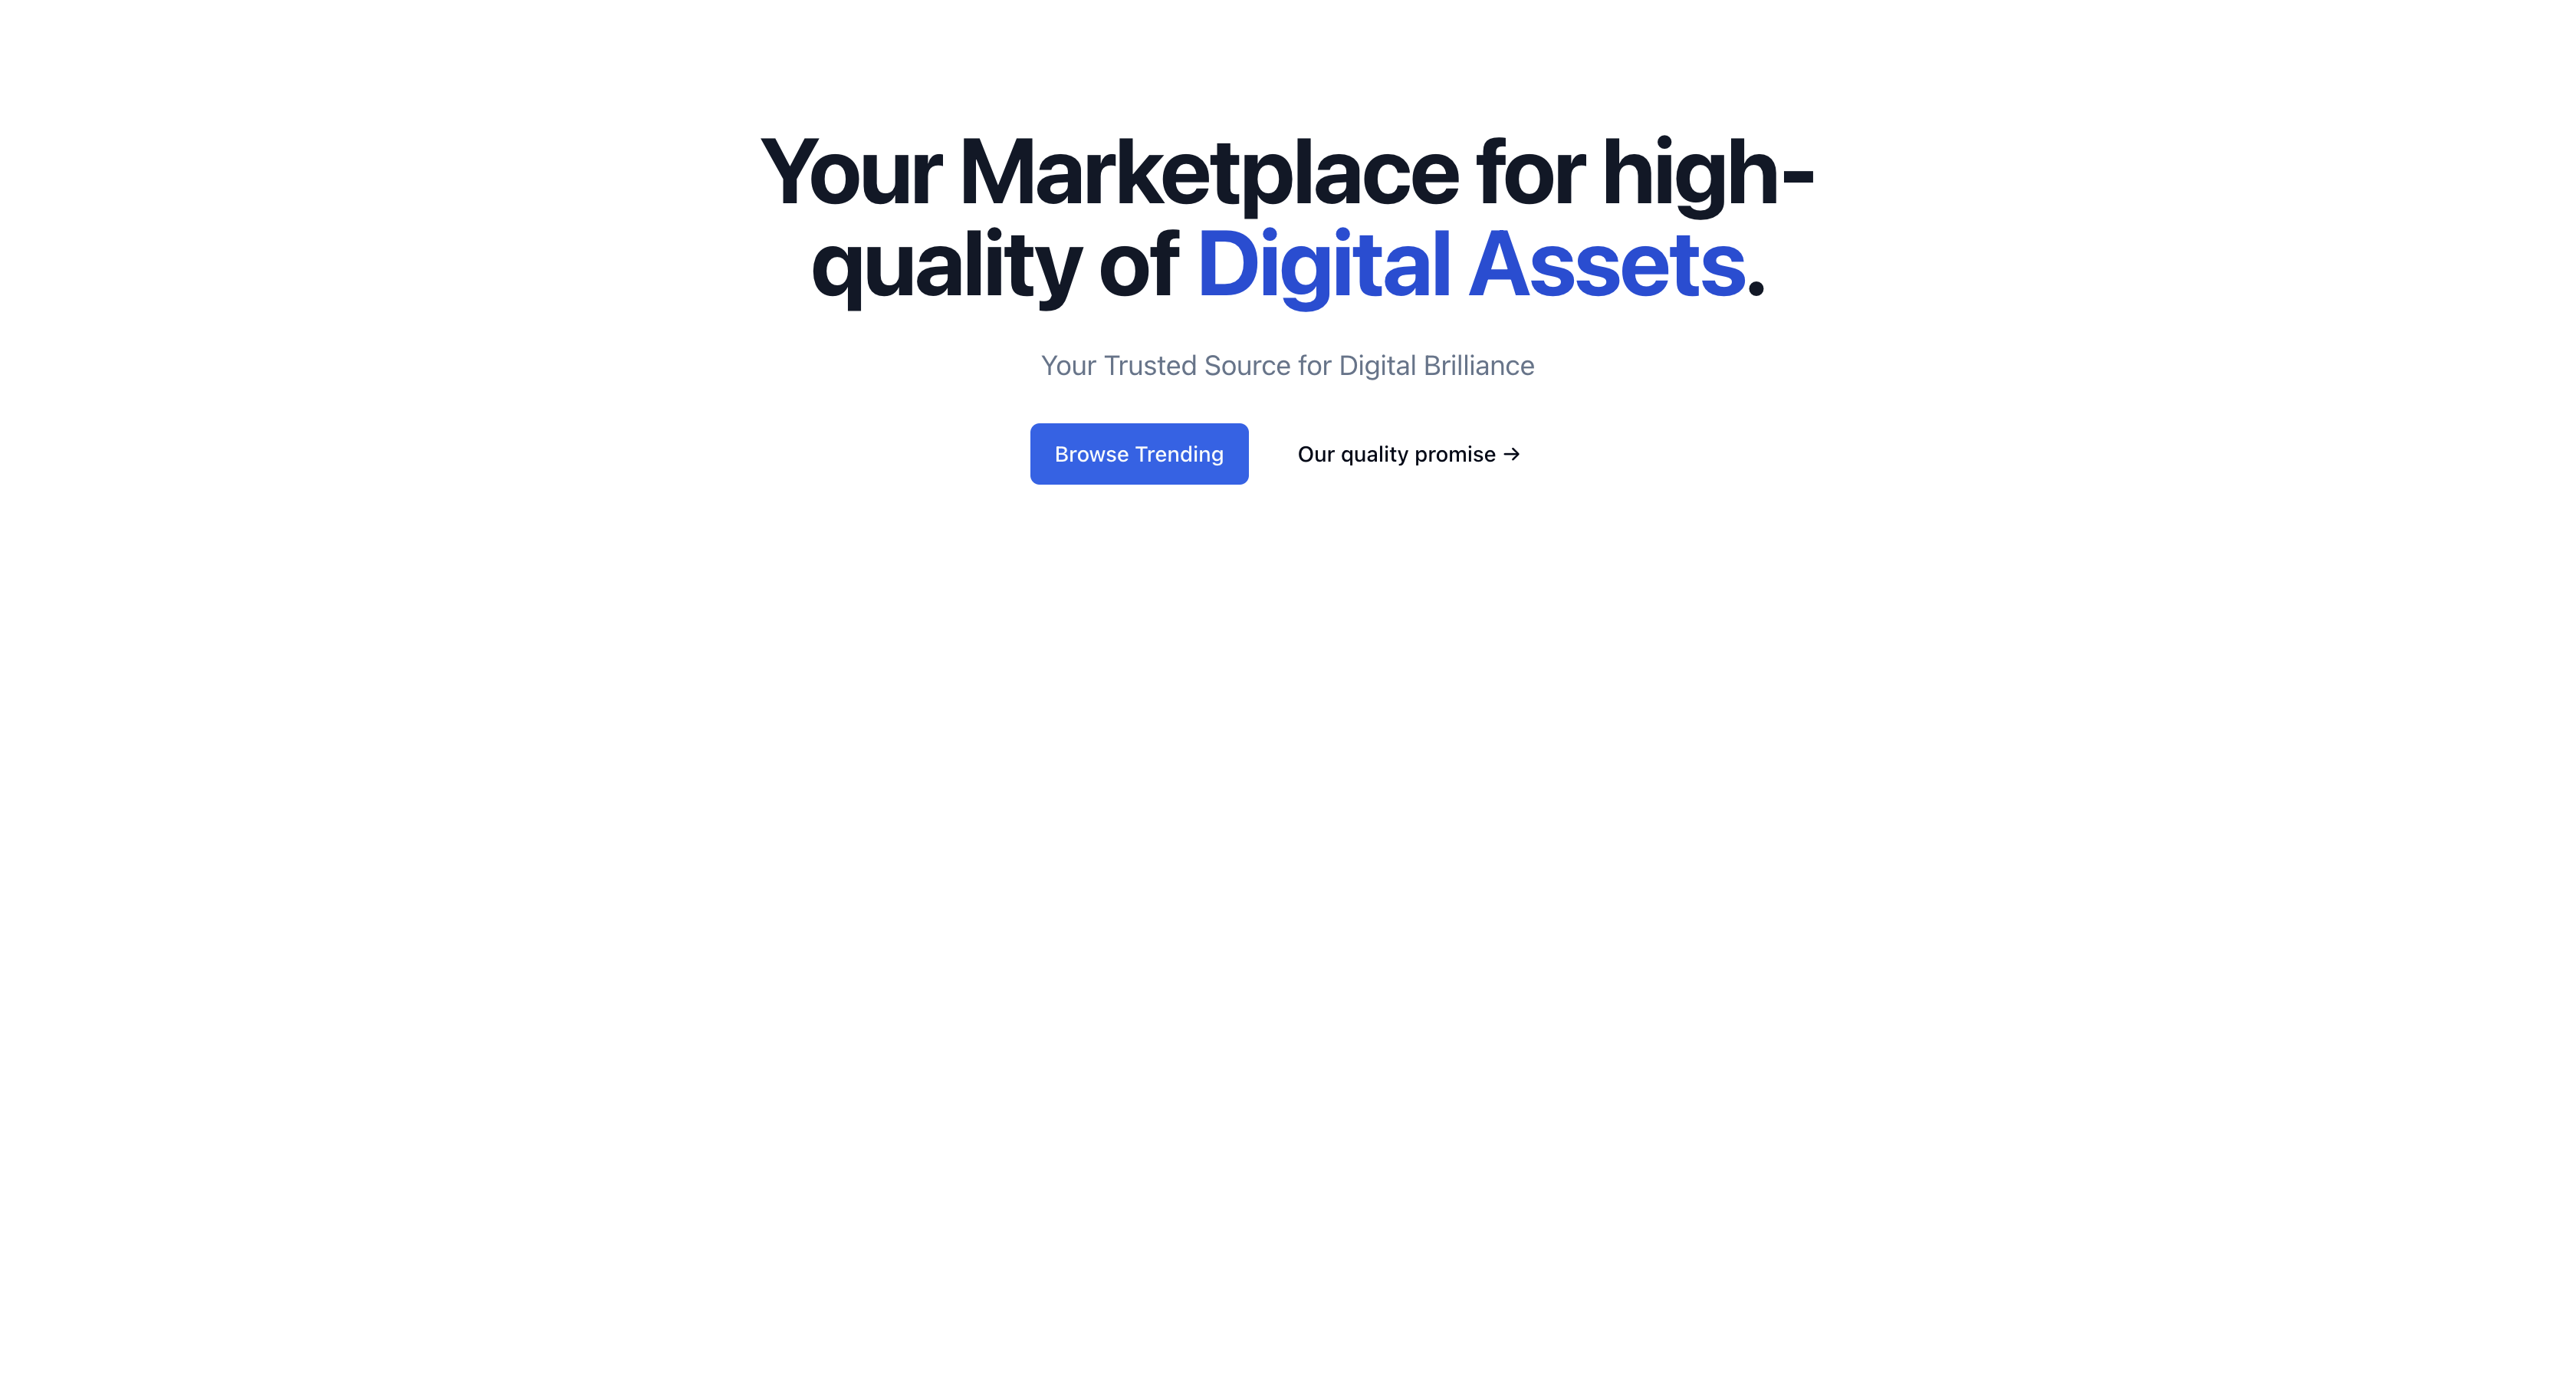 Your Marketplace for high-
quality of Digital Assets.
Your Trusted Source for Digital Brilliance
Browse Trending
Our quality promise →